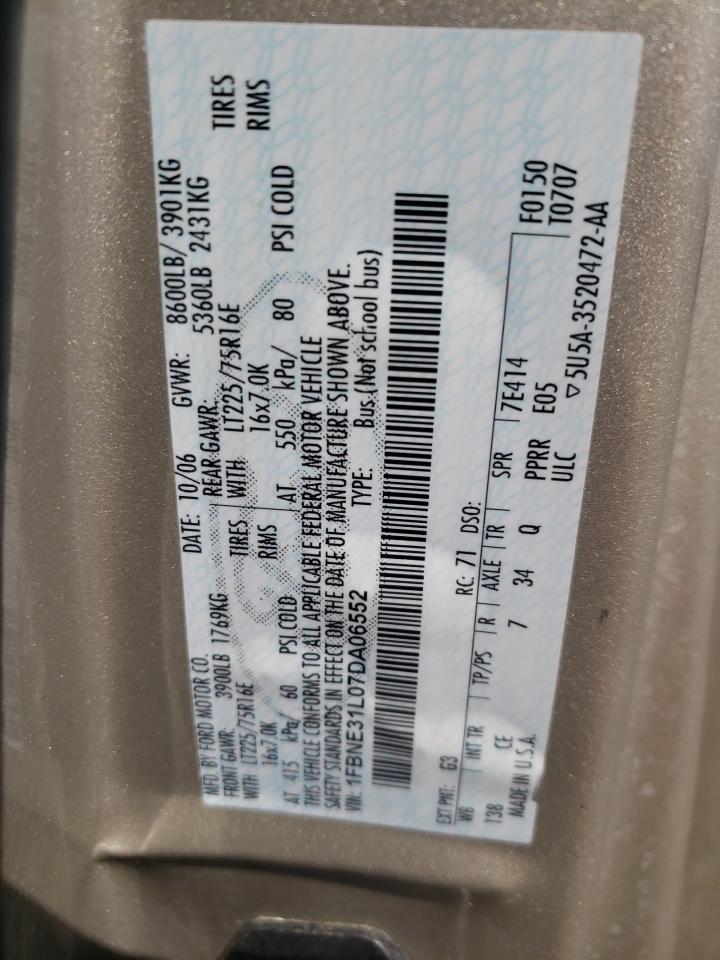 MFD. BY FORD MOTOR CO. DATE: 10/06 GVWR: 8600LB/ 3901KG
FRONT GAWR: 3900LB 1769KG REAR GAWR: 5360LB 2431KG
WITH LT225/75R16E TIRES WITH LT225/75R16E TIRES
16x7.0K RIMS 16x7.0K RIMS
AT 415 kPa/ 60 PSI COLD AT 550 kPa/ 80 PSI COLD
THIS VEHICLE CONFORMS TO ALL APPLICABLE FEDERAL MOTOR VEHICLE
SAFETY STANDARDS IN EFFECT ON THE DATE OF MANUFACTURE SHOWN ABOVE.
VIN: 1FBNE31L07DA06552 TYPE: Bus (Not school bus)
EXT PNT: G3 RC: 71 DSO:
WB INT TR TP/PS R AXLE TR SPR 7E414 F0150
138 CE 7 34 Q PPRR E05 T0707
MADE IN U.S.A. ULC ▽5U5A-3520472-AA